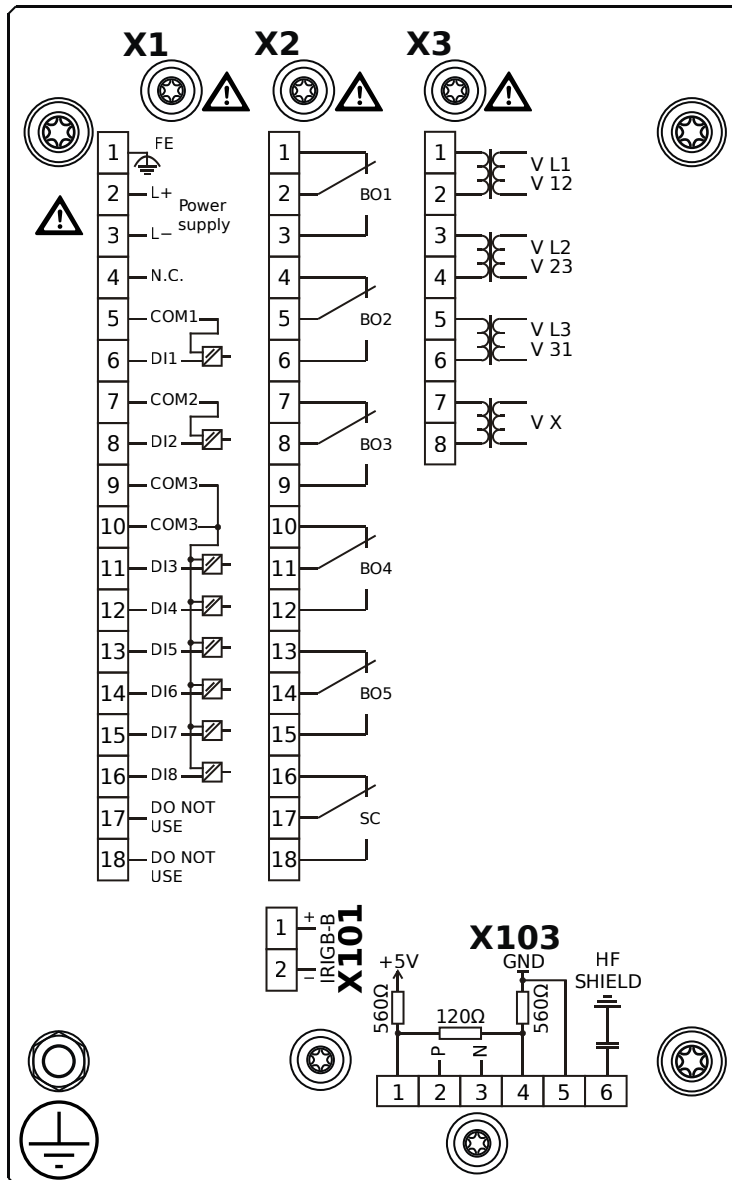 X1
X2
X3
1 FE
2 L+
Power
supply
3 L−
4 N.C.
5 COM1
6 DI1
7 COM2
8 DI2
9 COM3
10 COM3
11 DI3
12 DI4
13 DI5
14 DI6
15 DI7
16 DI8
17 DO NOT
USE
18 DO NOT
USE
1
2 BO1
3
4
5 BO2
6
7
8 BO3
9
10
11 BO4
12
13
14 BO5
15
16
17 SC
18
1 V L1
2 V 12
3 V L2
4 V 23
5 V L3
6 V 31
7 V X
8
1 +
2 −
IRIGB-B
X101
X103
+5V
GND
HF
SHIELD
560Ω
120Ω
560Ω
P
N
1 2 3 4 5 6